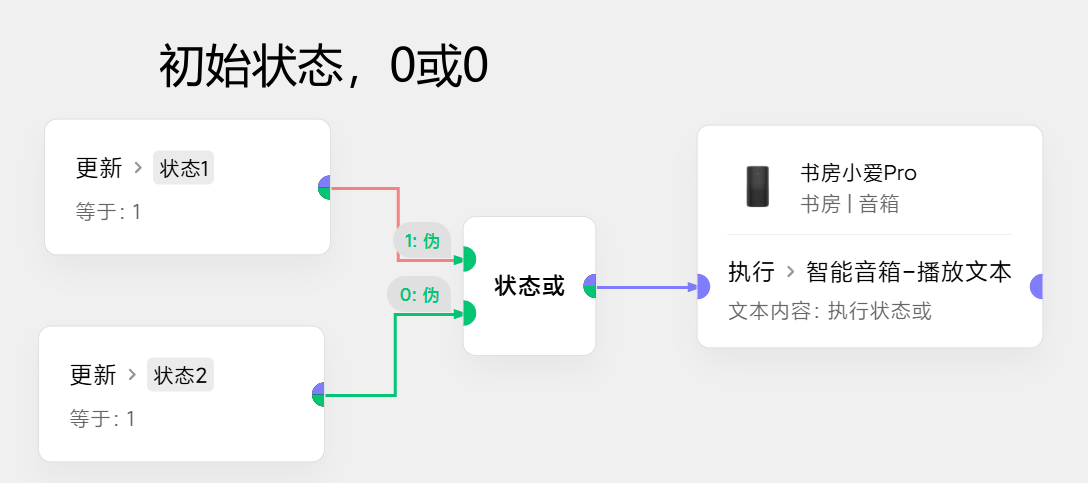 初始状态，0或0
更新 > 状态1
等于: 1
1: 伪
0: 伪
状态或
书房小爱Pro
书房 | 音箱
执行 > 智能音箱-播放文本
文本内容: 执行状态或
更新 > 状态2
等于: 1